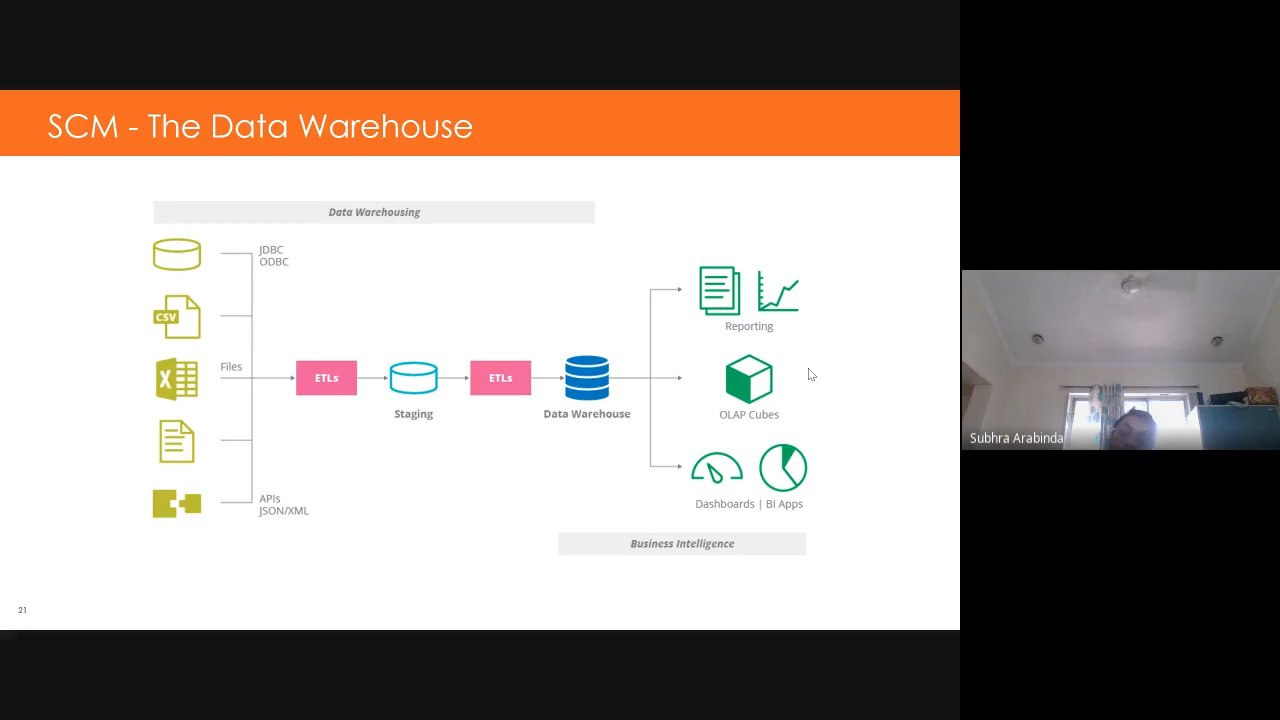 SCM - The Data Warehouse
Data Warehousing
JDBC
ODBC
CSV
Files
X
ETLs
Staging
ETLs
Data Warehouse
APIs
JSON/XML
Reporting
OLAP Cubes
Dashboards | BI Apps
Business Intelligence
21
Subhra Arabinda